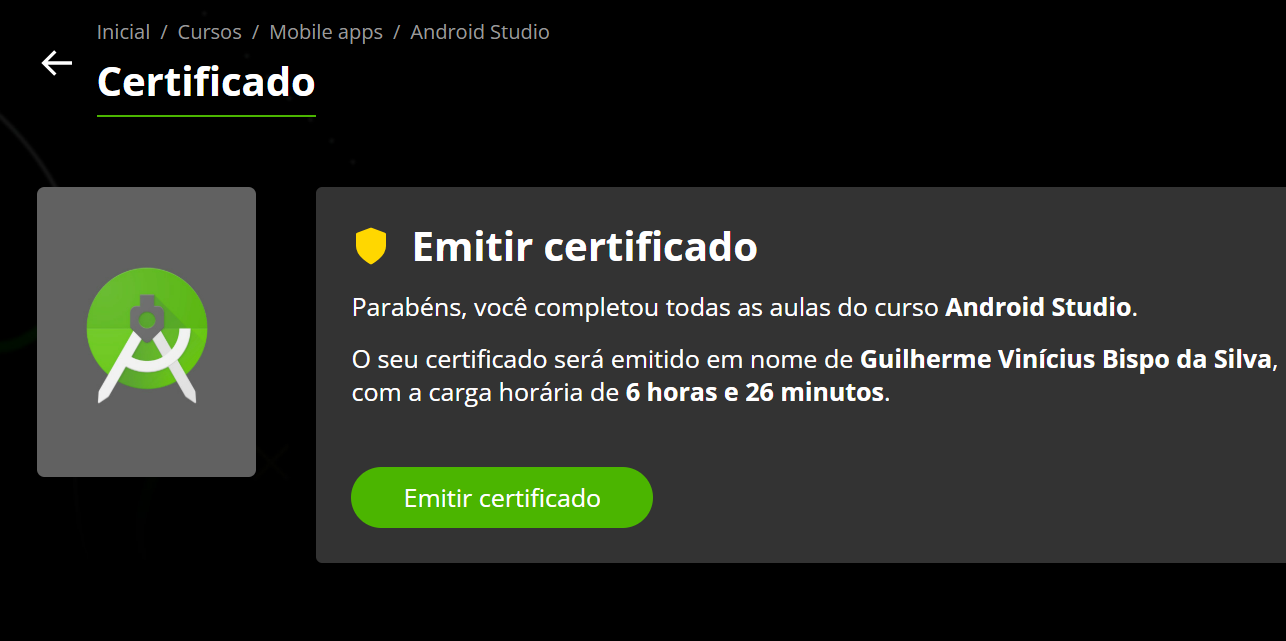 Inicial / Cursos / Mobile apps / Android Studio
Certificado
Emitir certificado
Parabéns, você completou todas as aulas do curso Android Studio.
O seu certificado será emitido em nome de Guilherme Vinícius Bispo da Silva,
com a carga horária de 6 horas e 26 minutos.
Emitir certificado